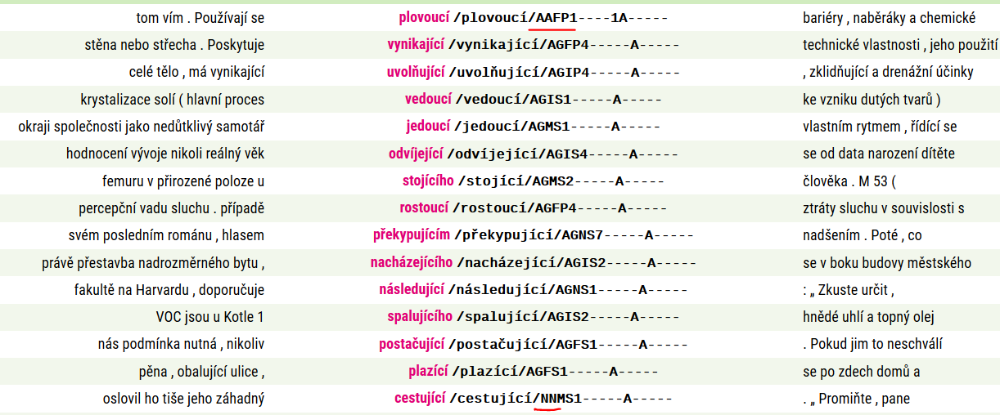 tom vím . Používají se plovoucí /plovoucí/AAFP1----1A----- bariéry , naběráky a chemické
stěna nebo střecha . Poskytuje vynikající /vynikající/AGFP4-----A----- technické vlastnosti , jeho použití
celé tělo , má vynikající uvolňující /uvolňující/AGIP4-----A----- , zklidňující a drenážní účinky
krystalizace solí ( hlavní proces vedoucí /vedoucí/AGIS1-----A----- ke vzniku dutých tvarů )
okraji společnosti jako nedůtklivý samotář jedoucí /jedoucí/AGMS1-----A----- vlastním rytmem , řídící se
hodnocení vývoje nikoli reálný věk odvíjející /odvíjející/AGIS4-----A----- se od data narození dítěte
femuru v přirozené poloze u stojícího /stojící/AGMS2-----A----- člověka . M 53 (
percepční vadu sluchu . případě rostoucí /rostoucí/AGFP4-----A----- ztráty sluchu v souvislosti s
svém posledním románu , hlasem překypujícím /překypující/AGNS7-----A----- nadšením . Poté , co
právě přestavba nadrozměrného bytu , nacházejícího /nacházející/AGIS2-----A----- se v boku budovy městského
fakultě na Harvardu , doporučuje následující /následující/AGNS1-----A----- : „ Zkuste určit ,
VOC jsou u Kotle 1 spalujícího /spalující/AGIS2-----A----- hnědé uhlí a topný olej
nás podmínka nutná , nikoliv postačující /postačující/AGFS1-----A----- . Pokud jim to neschválí
pěna , obalující ulice , plazící /plazící/AGFS1-----A----- se po zdech domů a
oslovil ho tiše jeho záhadný cestující /cestující/NNMS1-----A----- . „ Promiňte , pane